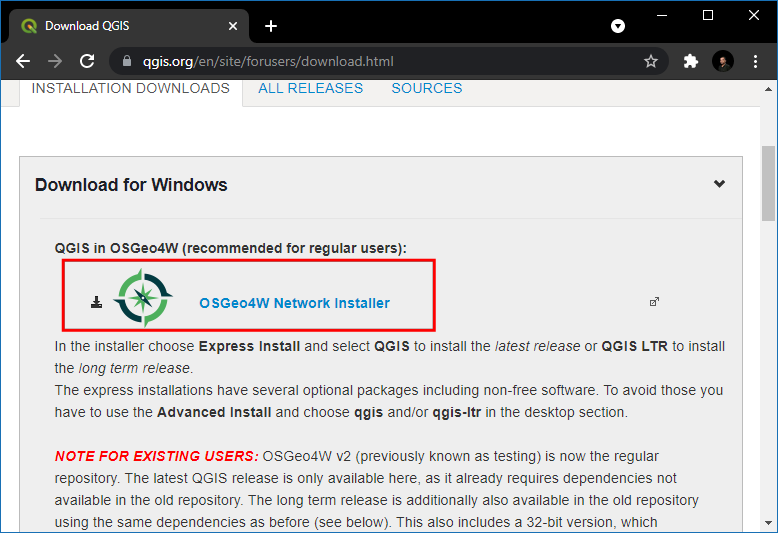 Download QGIS
qgis.org/en/site/forusers/download.html
INSTALLATION DOWNLOADS
ALL RELEASES
SOURCES
Download for Windows
QGIS in OSGeo4W (recommended for regular users):
OSGeo4W Network Installer
In the installer choose Express Install and select QGIS to install the latest release or QGIS LTR to install
the long term release.
The express installations have several optional packages including non-free software. To avoid those you
have to use the Advanced Install and choose qgis and/or qgis-ltr in the desktop section.
NOTE FOR EXISTING USERS: OSGeo4W v2 (previously known as testing) is now the regular
repository. The latest QGIS release is only available here, as it already requires dependencies not
available in the old repository. The long term release is additionally also available in the old repository
using the same dependencies as before (see below). This also includes a 32-bit version, which